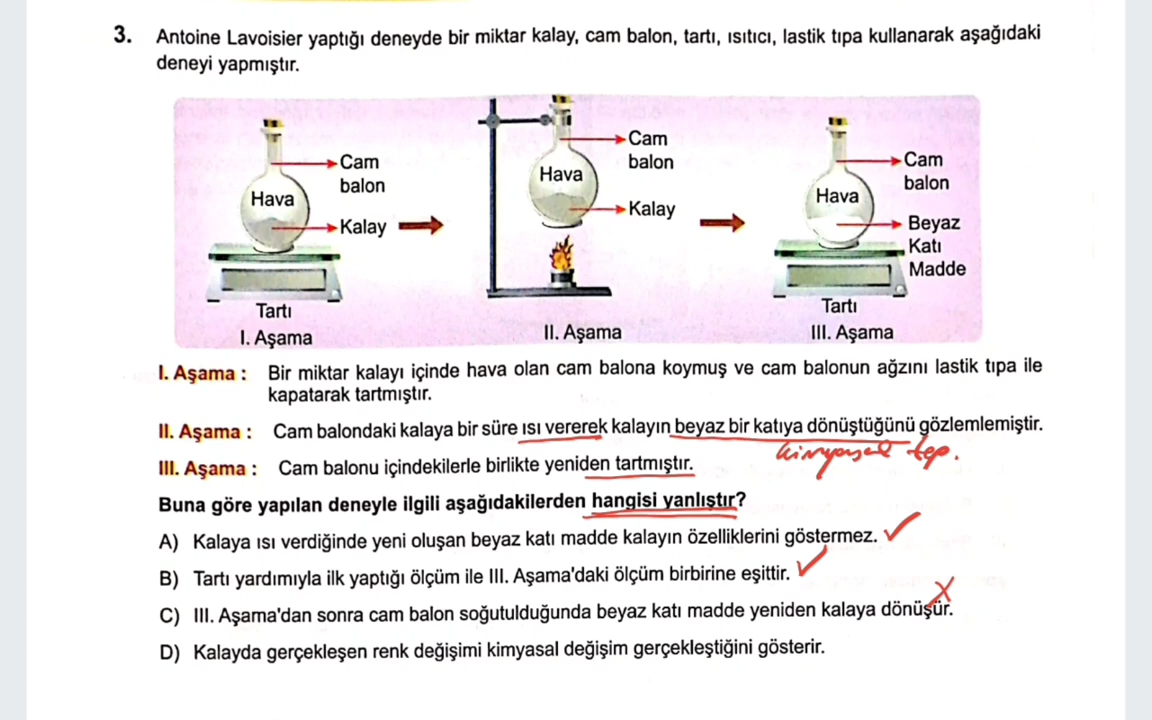 3. Antoine Lavoisier yaptığı deneyde bir miktar kalay, cam balon, tartı, ısıtıcı, lastik tıpa kullanarak aşağıdaki
deneyi yapmıştır.
Hava
Cam
balon
Kalay
Tartı
I. Aşama
Hava
Cam
balon
Kalay
II. Aşama
Hava
Cam
balon
Beyaz
Katı
Madde
Tartı
III. Aşama
I. Aşama : Bir miktar kalayı içinde hava olan cam balona koymuş ve cam balonun ağzını lastik tıpa ile
kapatarak tartmıştır.
II. Aşama : Cam balondaki kalaya bir süre ısı vererek kalayın beyaz bir katıya dönüştüğünü gözlemlemiştir.
kimyasal tep.
III. Aşama : Cam balonu içindekilerle birlikte yeniden tartmıştır.
Buna göre yapılan deneyle ilgili aşağıdakilerden hangisi yanlıştır?
A) Kalaya ısı verdiğinde yeni oluşan beyaz katı madde kalayın özelliklerini göstermez.
B) Tartı yardımıyla ilk yaptığı ölçüm ile III. Aşama'daki ölçüm birbirine eşittir.
C) III. Aşama'dan sonra cam balon soğutulduğunda beyaz katı madde yeniden kalaya dönüşür.
D) Kalayda gerçekleşen renk değişimi kimyasal değişim gerçekleştiğini gösterir.